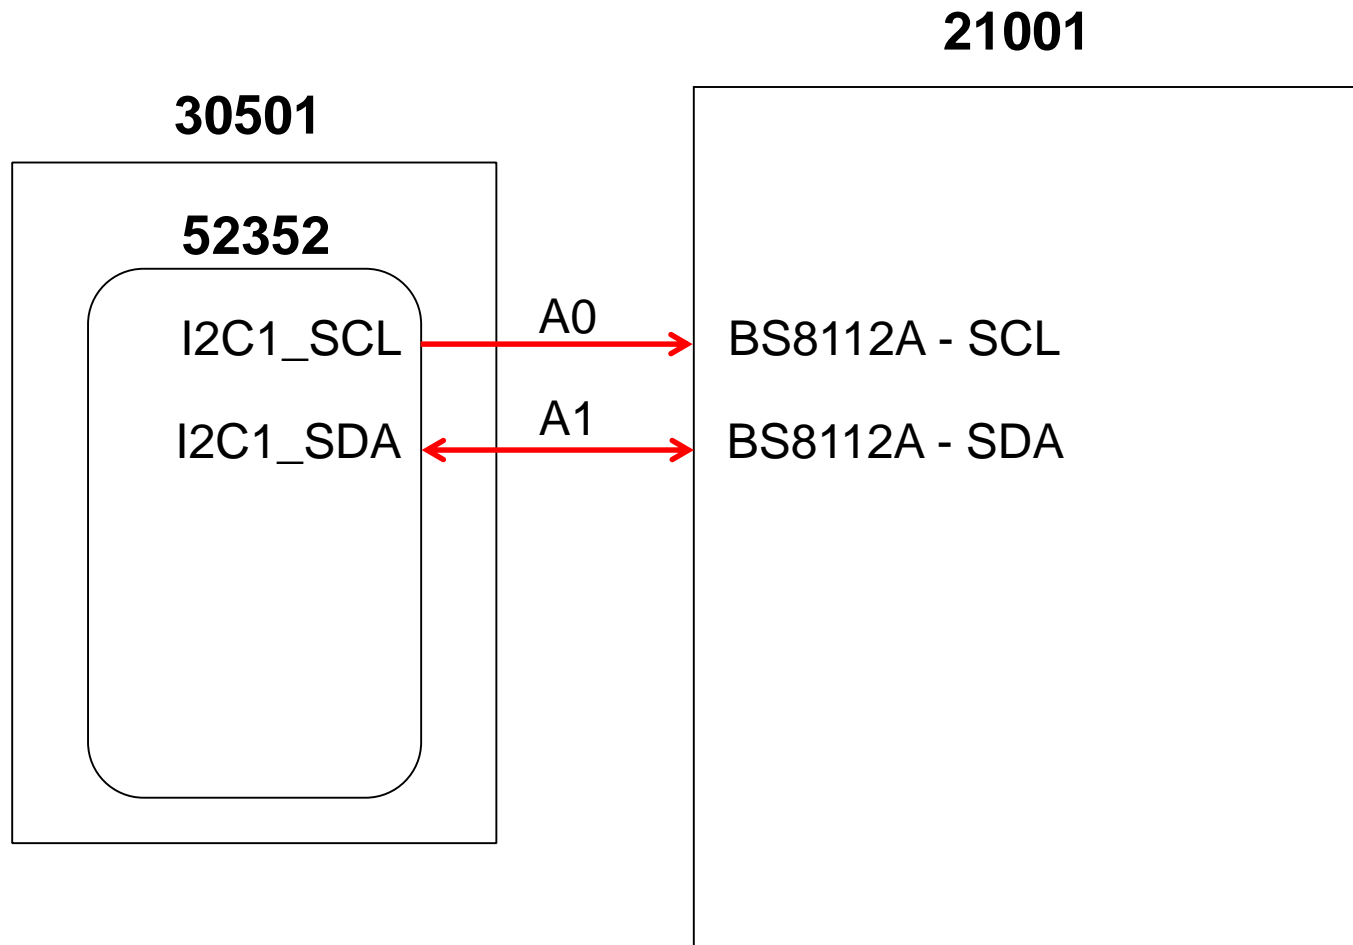 21001
30501
52352
I2C1_SCL
A0
BS8112A - SCL
I2C1_SDA
A1
BS8112A - SDA